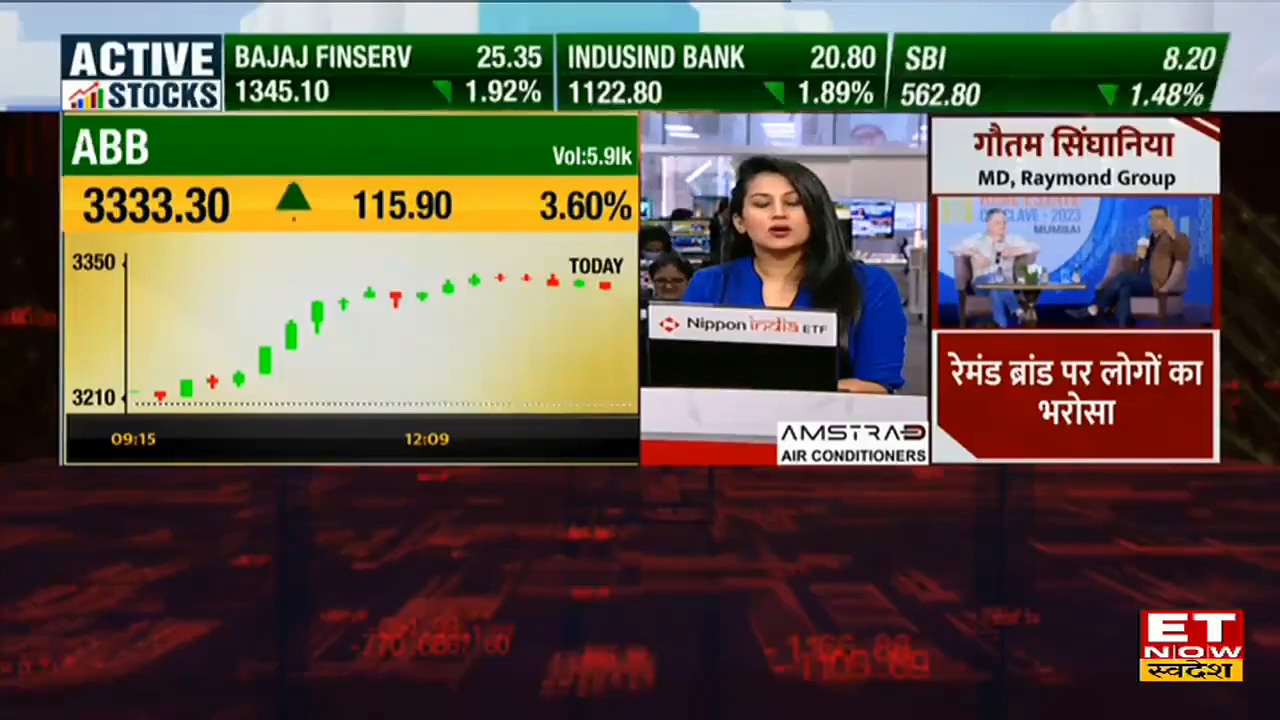 ACTIVE
STOCKS
BAJAJ FINSERV 25.35
1345.10 1.92%
INDUSIND BANK 20.80
1122.80 1.89%
SBI 8.20
562.80 1.48%
ABB
Vol:5.9lk
3333.30 115.90 3.60%
3350
TODAY
3210
09:15 12:09
Nippon india ETF
AMSTRAD
AIR CONDITIONERS
गौतम सिंघानिया
MD, Raymond Group
CLAVE - 2023
MUMBAI
रेमंड ब्रांड पर लोगों का
भरोसा
ET
NOW
स्वदेश